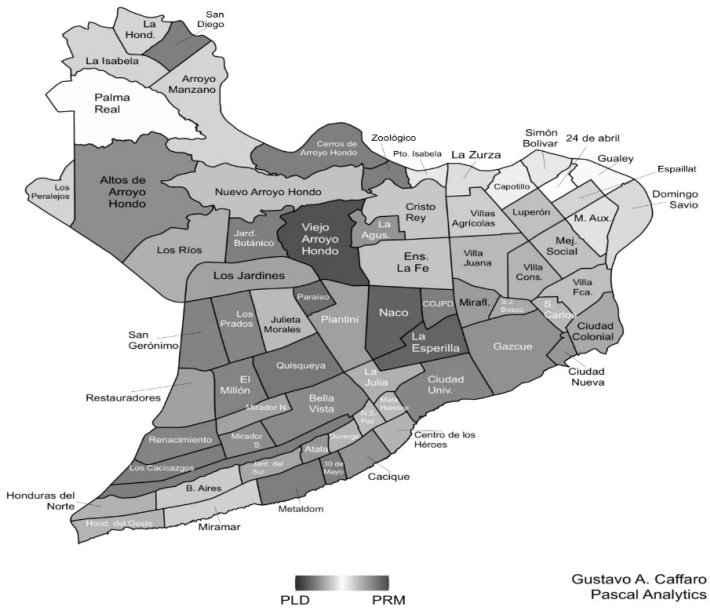 La
Hond.
San
Diego
La Isabela
Arroyo
Manzano
Palma
Real
Cerros de
Arroyo Hondo
Zoológico
Pto. Isabela
La Zurza
Simón
Bolivar
24 de abril
Gualey
Espaillat
Domingo
Savio
Capotillo
Los
Peralejos
Altos de
Arroyo
Hondo
Nuevo Arroyo Hondo
Cristo
Rey
Villas
Agrícolas
Luperón
M. Aux.
Jard.
Botánico
Viejo
Arroyo
Hondo
La
Agus.
Los Ríos
Ens.
La Fe
Villa
Juana
Villa
Cons.
Mej.
Social
Los Jardines
Villa
Fca.
Paraíso
Naco
COJPD
Mirafl.
S.J.
Bosco
S.
Carlos
Ciudad
Colonial
San
Gerónimo
Los
Prados
Julieta
Morales
Piantini
La
Esperilla
Gazcue
Ciudad
Nueva
Restauradores
El
Millón
Quisqueya
La
Julia
Ciudad
Univ.
Mirador N.
Bella
Vista
Mata
Hambre
N.S.
Paz
Renacimiento
Mirador
S.
Atala
Duverge
Centro de los
Héroes
Los Cacicazgos
Jard. del
Sur
30 de
Mayo
Cacique
Honduras del
Norte
B. Aires
Metaldom
Hond. del Oeste
Miramar
PLD PRM
Gustavo A. Caffaro
Pascal Analytics